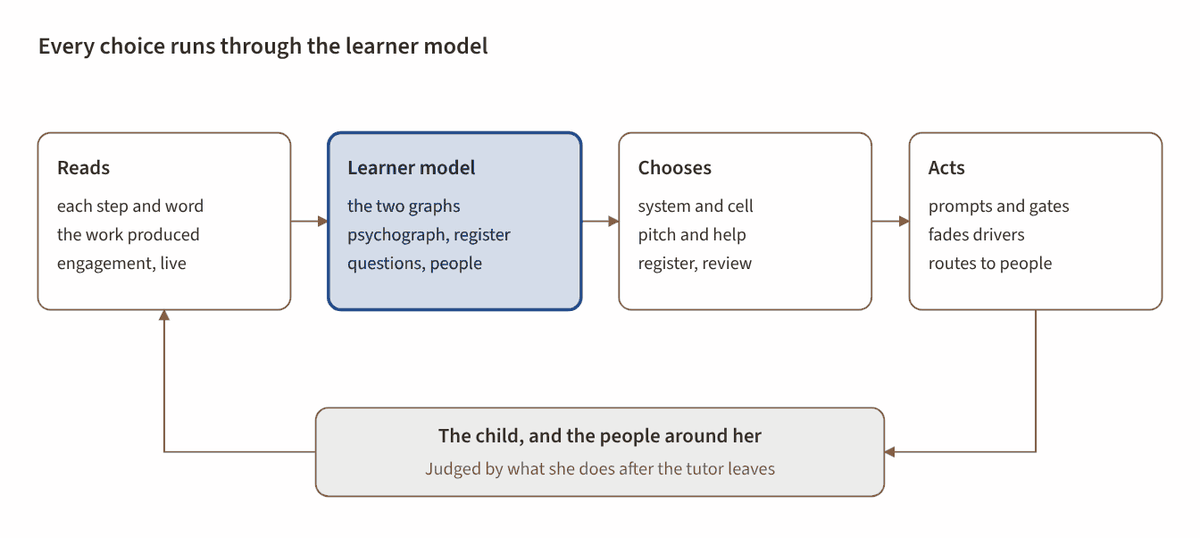 Every choice runs through the learner model
Reads
each step and word
the work produced
engagement, live
Learner model
the two graphs
psychograph, register
questions, people
Chooses
system and cell
pitch and help
register, review
Acts
prompts and gates
fades drivers
routes to people
The child, and the people around her
Judged by what she does after the tutor leaves